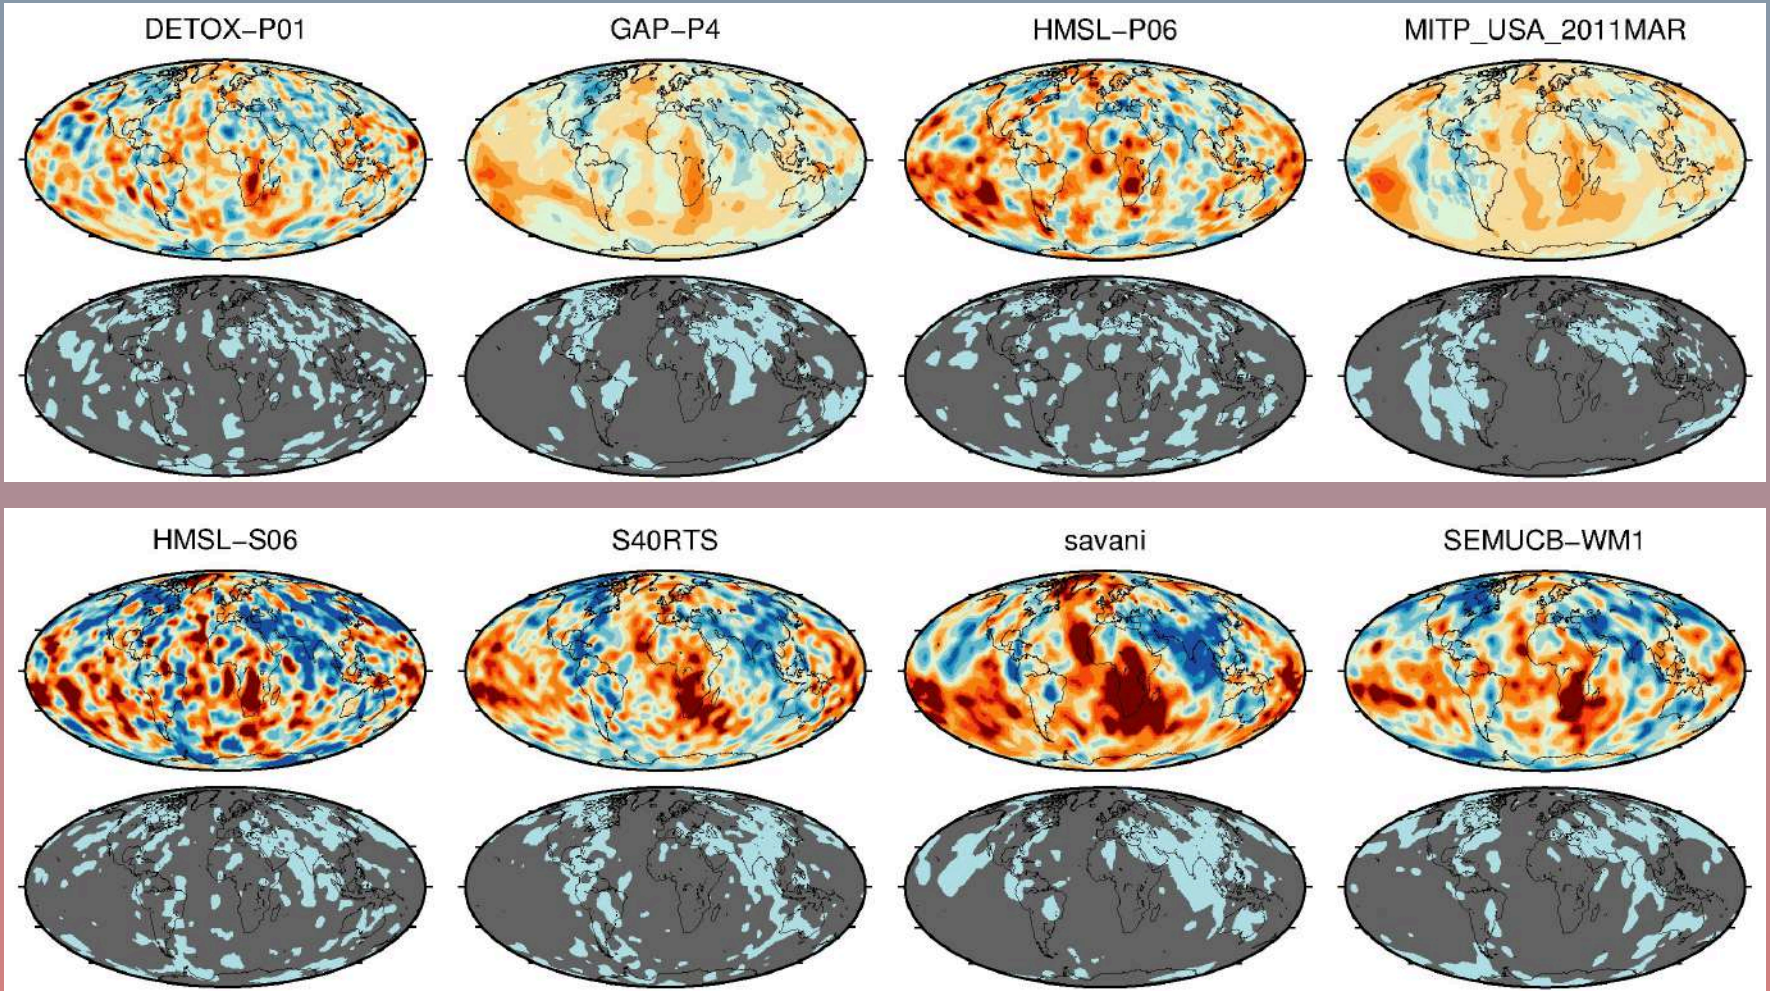 DETOX–P01
GAP–P4
HMSL–P06
MITP_USA_2011MAR
HMSL–S06
S40RTS
savani
SEMUCB–WM1